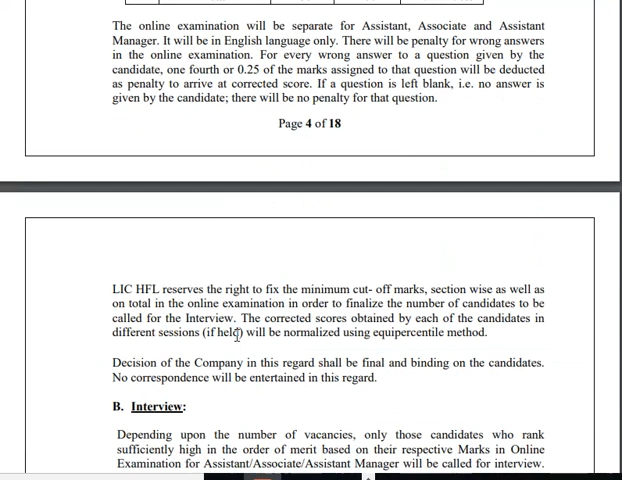 The online examination will be separate for Assistant, Associate and Assistant
Manager. It will be in English language only. There will be penalty for wrong answers
in the online examination. For every wrong answer to a question given by the
candidate, one fourth or 0.25 of the marks assigned to that question will be deducted
as penalty to arrive at corrected score. If a question is left blank, i.e. no answer is
given by the candidate; there will be no penalty for that question.
Page 4 of 18
LIC HFL reserves the right to fix the minimum cut- off marks, section wise as well as
on total in the online examination in order to finalize the number of candidates to be
called for the Interview. The corrected scores obtained by each of the candidates in
different sessions (if held) will be normalized using equipercentile method.
Decision of the Company in this regard shall be final and binding on the candidates.
No correspondence will be entertained in this regard.
B. Interview:
Depending upon the number of vacancies, only those candidates who rank
sufficiently high in the order of merit based on their respective Marks in Online
Examination for Assistant/Associate/Assistant Manager will be called for interview.